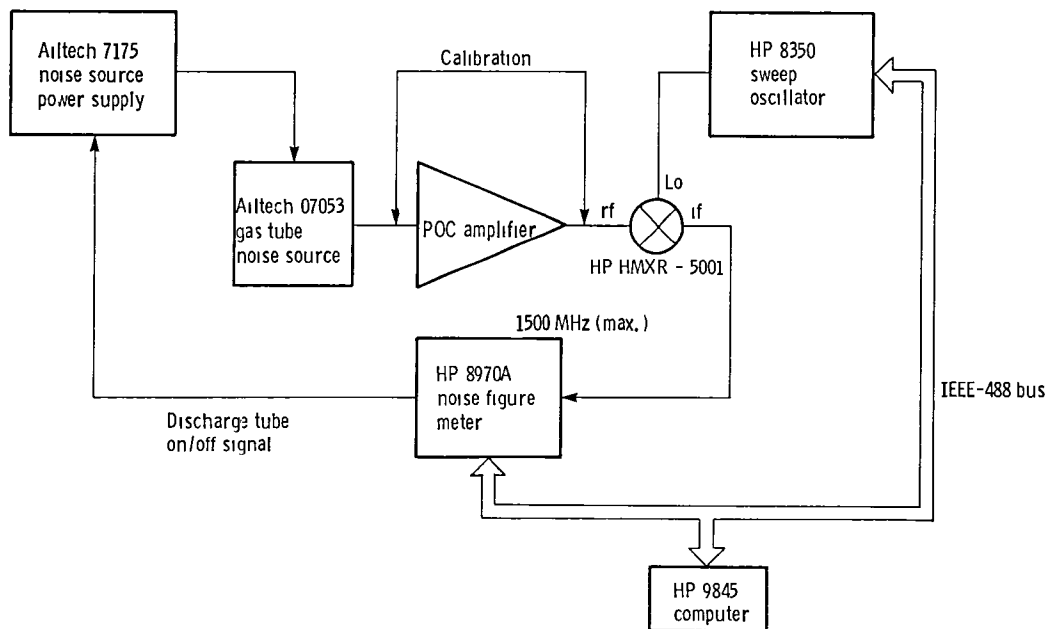 Ailtech 7175
noise source
power supply
Calibration
HP 8350
sweep
oscillator
Ailtech 07053
gas tube
noise source
POC amplifier
rf
Lo
if
HP HMXR - 5001
1500 MHz (max.)
HP 8970A
noise figure
meter
Discharge tube
on/off signal
IEEE-488 bus
HP 9845
computer